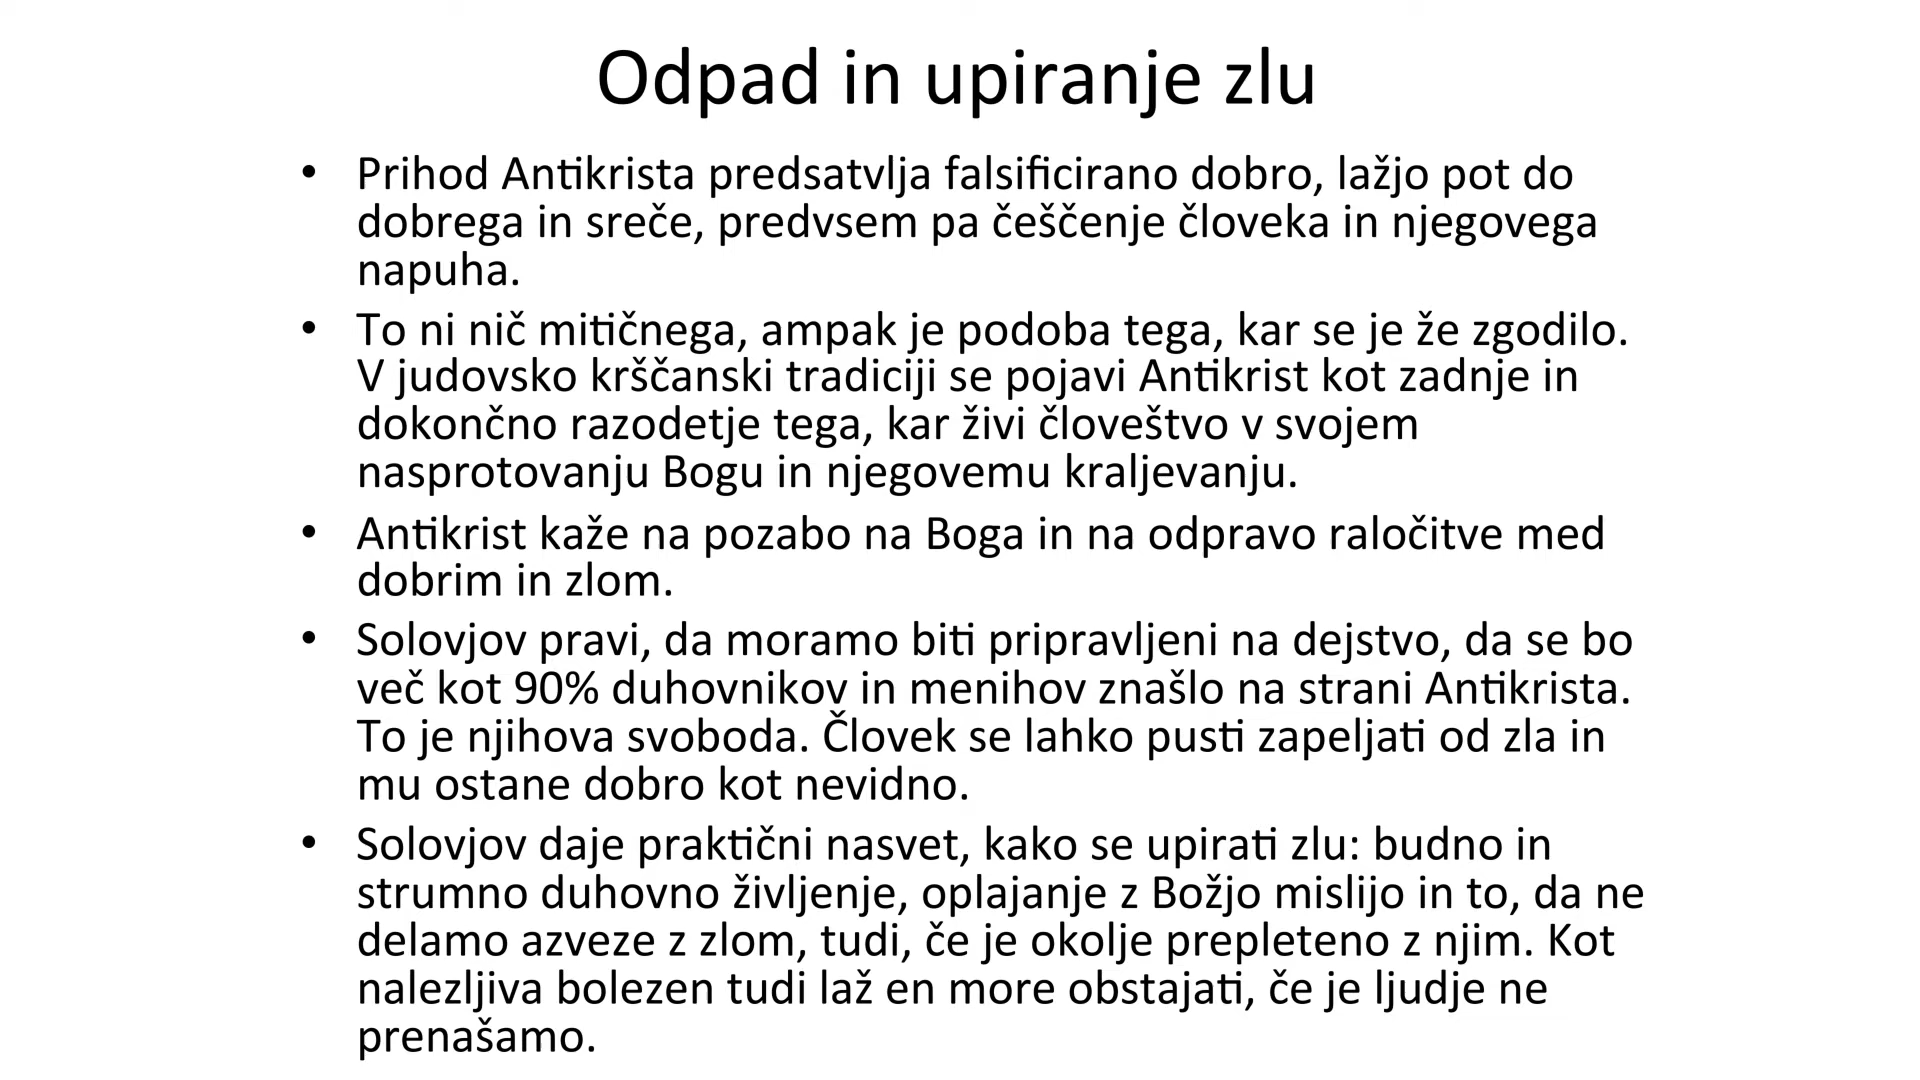 Odpad in upiranje zlu
• Prihod Antikrista predsatvlja falsificirano dobro, lažjo pot do
dobrega in sreče, predvsem pa češčenje človeka in njegovega
napuha.
• To ni nič mitičnega, ampak je podoba tega, kar se je že zgodilo.
V judovsko krščanski tradiciji se pojavi Antikrist kot zadnje in
dokončno razodetje tega, kar živi človeštvo v svojem
nasprotovanju Bogu in njegovemu kraljevanju.
• Antikrist kaže na pozabo na Boga in na odpravo raločitve med
dobrim in zlom.
• Solovjov pravi, da moramo biti pripravljeni na dejstvo, da se bo
več kot 90% duhovnikov in menihov znašlo na strani Antikrista.
To je njihova svoboda. Človek se lahko pusti zapeljati od zla in
mu ostane dobro kot nevidno.
• Solovjov daje praktični nasvet, kako se upirati zlu: budno in
strumno duhovno življenje, oplajanje z Božjo mislijo in to, da ne
delamo azveze z zlom, tudi, če je okolje prepleteno z njim. Kot
nalezljiva bolezen tudi laž en more obstajati, če je ljudje ne
prenašamo.